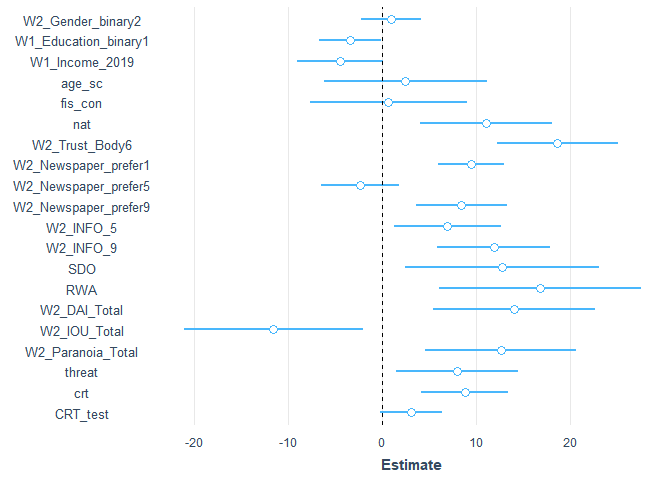 W2_Gender_binary2
W1_Education_binary1
W1_Income_2019
age_sc
fis_con
nat
W2_Trust_Body6
W2_Newspaper_prefer1
W2_Newspaper_prefer5
W2_Newspaper_prefer9
W2_INFO_5
W2_INFO_9
SDO
RWA
W2_DAI_Total
W2_IOU_Total
W2_Paranoia_Total
threat
crt
CRT_test
-20 -10 0 10 20
Estimate